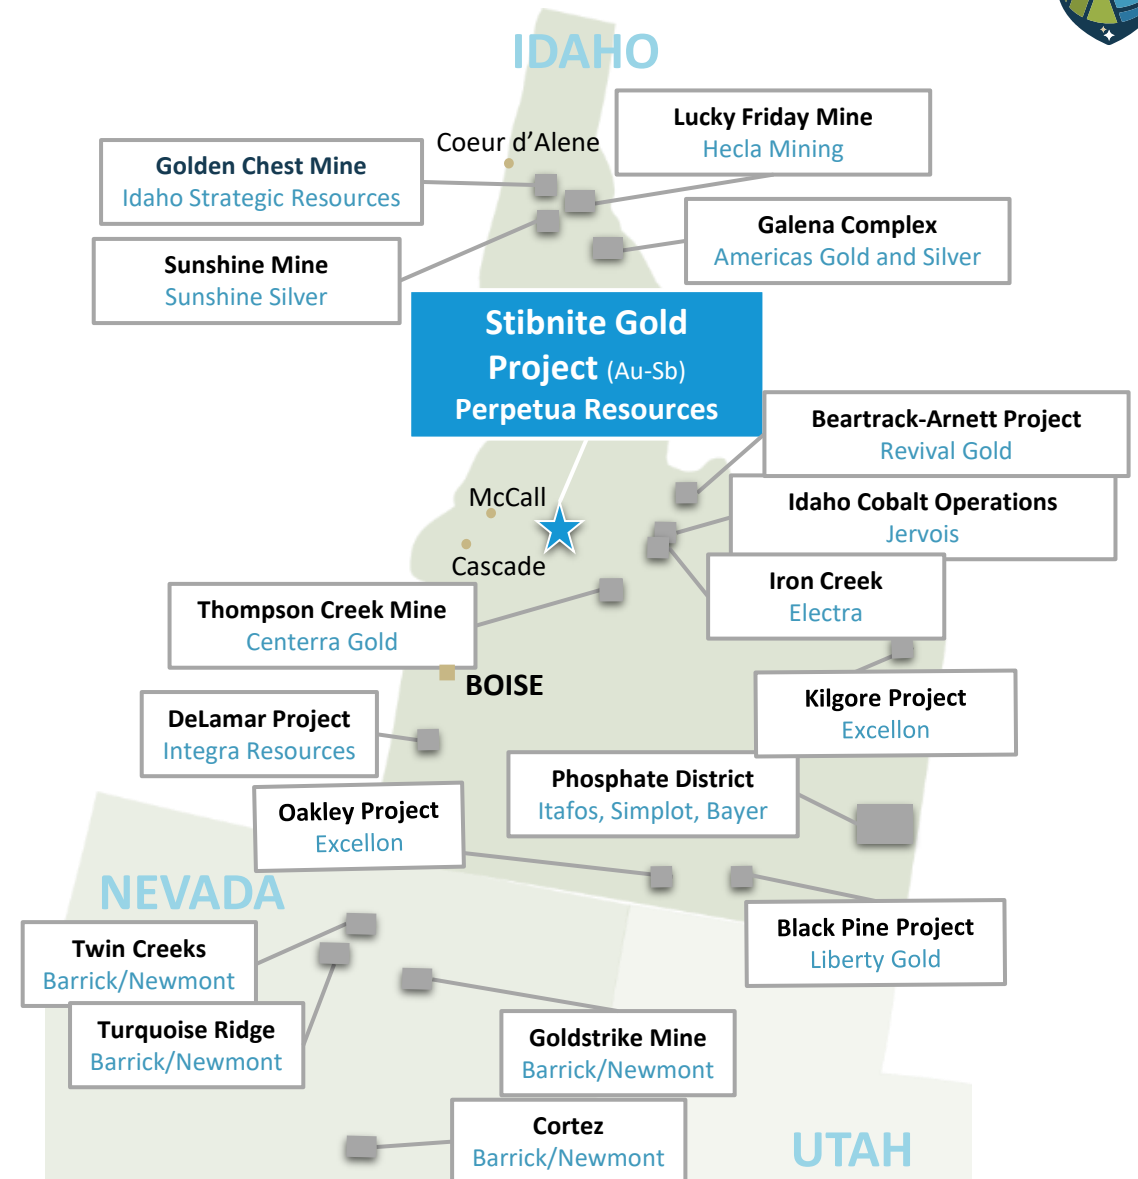 IDAHO
Lucky Friday Mine
Hecla Mining
Coeur d'Alene
Golden Chest Mine
Idaho Strategic Resources
Galena Complex
Americas Gold and Silver
Sunshine Mine
Sunshine Silver
Stibnite Gold
Project (Au-Sb)
Perpetua Resources
Beartrack-Arnett Project
Revival Gold
McCall
Idaho Cobalt Operations
Jervois
Cascade
Iron Creek
Electra
Thompson Creek Mine
Centerra Gold
BOISE
Kilgore Project
Excellon
DeLamar Project
Integra Resources
Phosphate District
Itafos, Simplot, Bayer
Oakley Project
Excellon
NEVADA
Black Pine Project
Liberty Gold
Twin Creeks
Barrick/Newmont
Turquoise Ridge
Barrick/Newmont
Goldstrike Mine
Barrick/Newmont
Cortez
Barrick/Newmont
UTAH